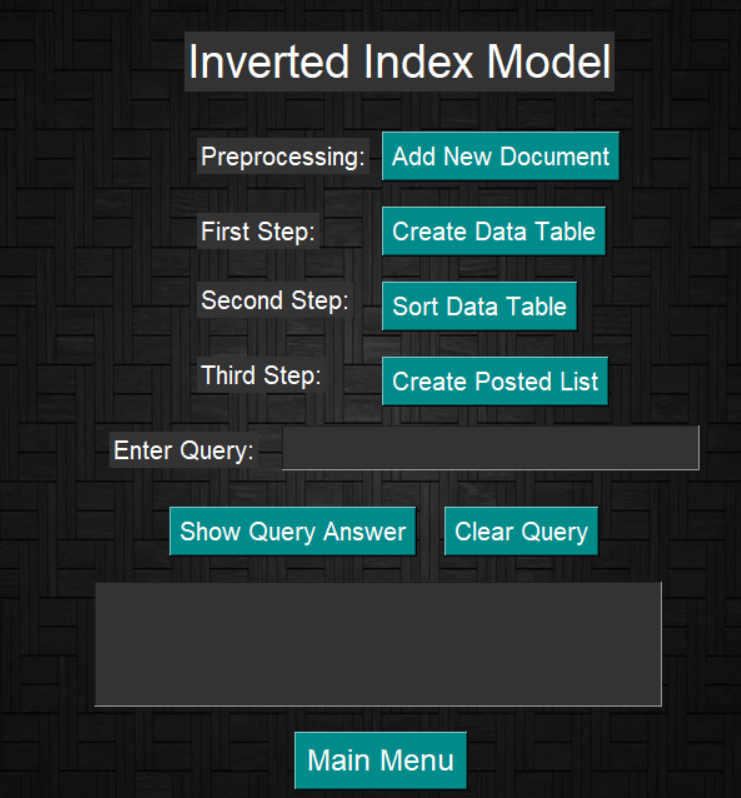 Inverted Index Model
Preprocessing: Add New Document
First Step: Create Data Table
Second Step: Sort Data Table
Third Step: Create Posted List
Enter Query:
Show Query Answer Clear Query
Main Menu